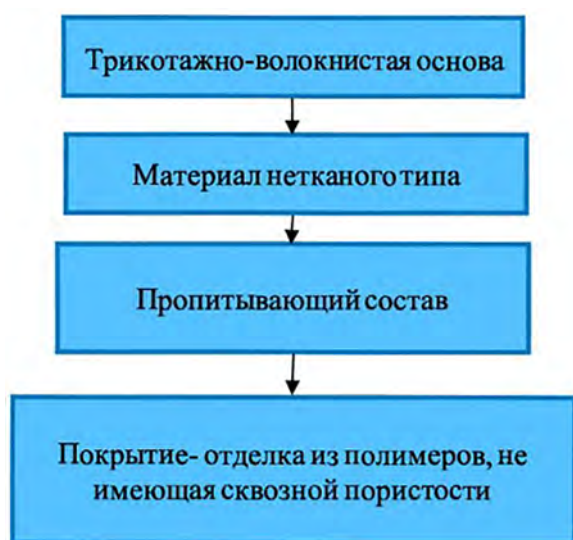 Трикотажно-волокнистая основа
Материал нетканого типа
Пропитывающий состав
Покрытие- отделка из полимеров, не
имеющая сквозной пористости